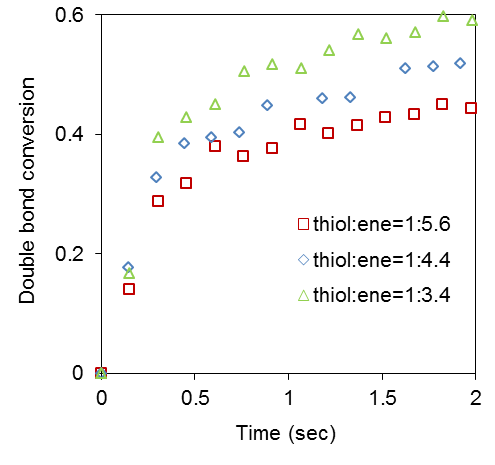 Double bond conversion
0.6
0.4
0.2
0
thiol:ene=1:5.6
thiol:ene=1:4.4
thiol:ene=1:3.4
0 0.5 1 1.5 2
Time (sec)